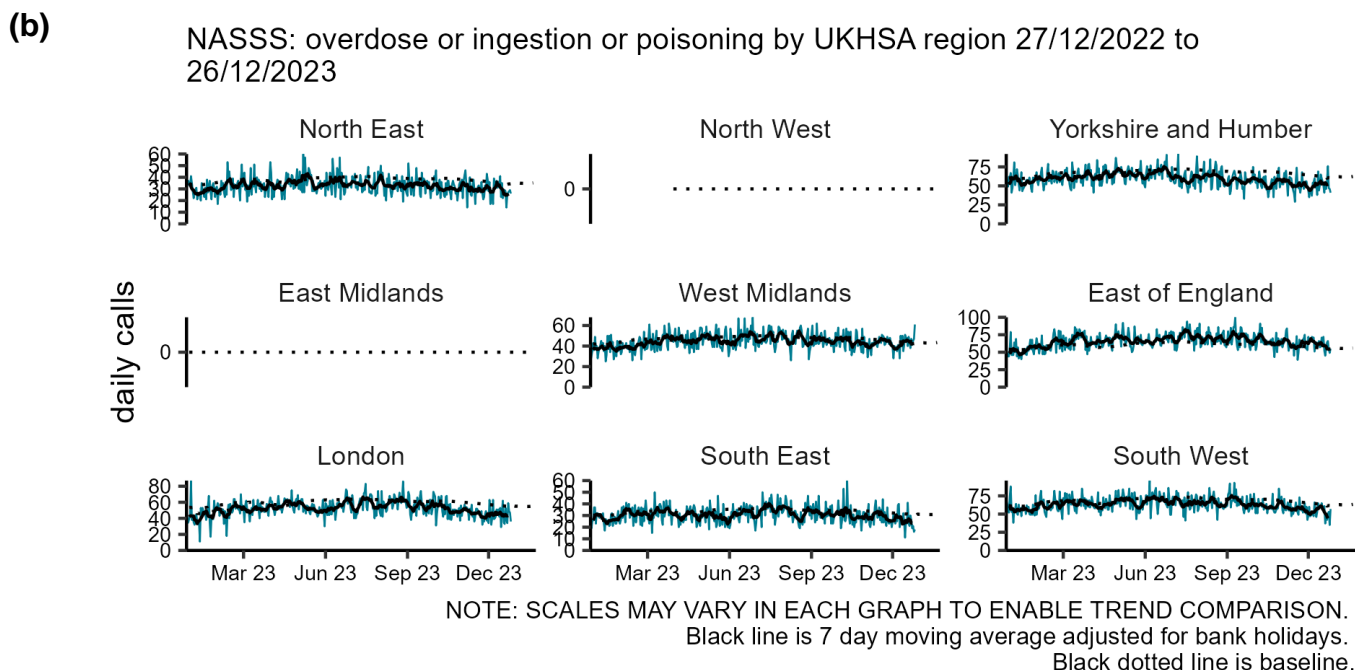 (b)
NASSS: overdose or ingestion or poisoning by UKHSA region 27/12/2022 to
26/12/2023
daily calls
North East
60
50
40
30
20
10
0
North West
0
Yorkshire and Humber
75
50
25
0
East Midlands
0
West Midlands
60
40
20
0
East of England
100
75
50
25
0
London
80
60
40
20
0
Mar 23 Jun 23 Sep 23 Dec 23
South East
60
50
40
30
20
10
0
Mar 23 Jun 23 Sep 23 Dec 23
South West
75
50
25
0
Mar 23 Jun 23 Sep 23 Dec 23
NOTE: SCALES MAY VARY IN EACH GRAPH TO ENABLE TREND COMPARISON.
Black line is 7 day moving average adjusted for bank holidays.
Black dotted line is baseline.